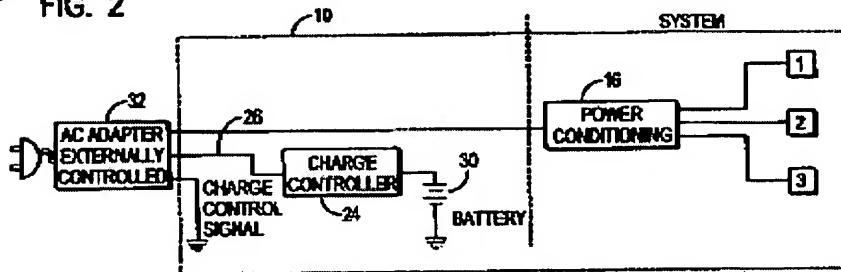 FIG. 2
10
SYSTEM
32
AC ADAPTER
EXTERNALLY
CONTROLLED
26
CHARGE
CONTROL
SIGNAL
CHARGE
CONTROLLER
24
30
BATTERY
16
POWER
CONDITIONING
1
2
3